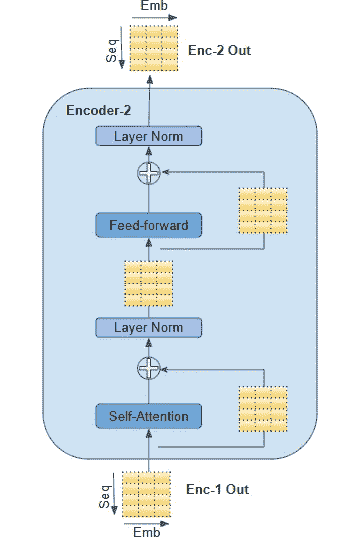 Emb
Seq
Enc-2 Out
Encoder-2
Layer Norm
Feed-forward
Layer Norm
Self-Attention
Seq
Enc-1 Out
Emb